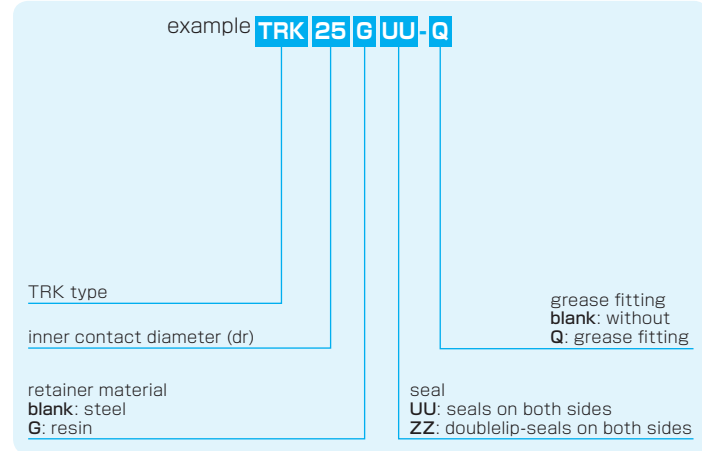 example TRK 25 G UU - Q
TRK type
inner contact diameter (dr)
retainer material
blank: steel
G: resin
grease fitting
blank: without
Q: grease fitting
seal
UU: seals on both sides
ZZ: doublelip-seals on both sides